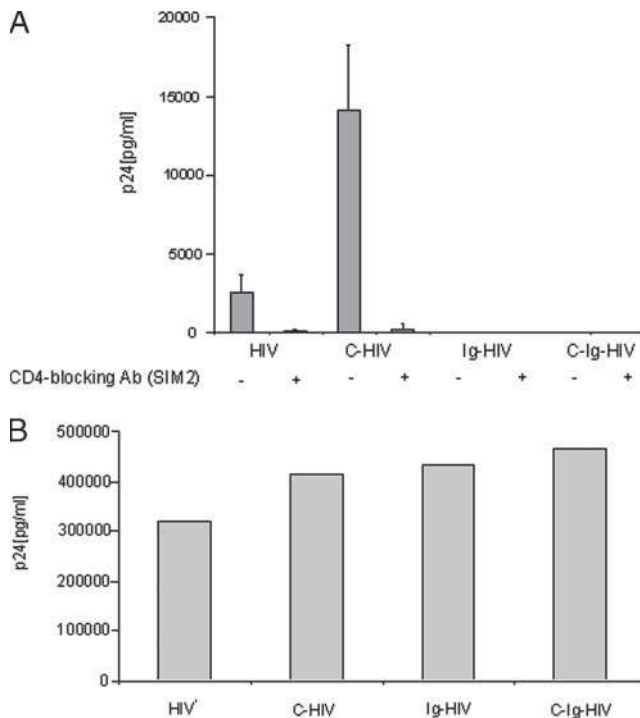 A
20000
15000
10000
5000
0
p24[pg/ml]
HIV C-HIV Ig-HIV C-Ig-HIV
CD4-blocking Ab (SIM2) - + - + - + - +
B
500000
400000
300000
200000
100000
0
p24[pg/ml]
HIV' C-HIV Ig-HIV C-Ig-HIV